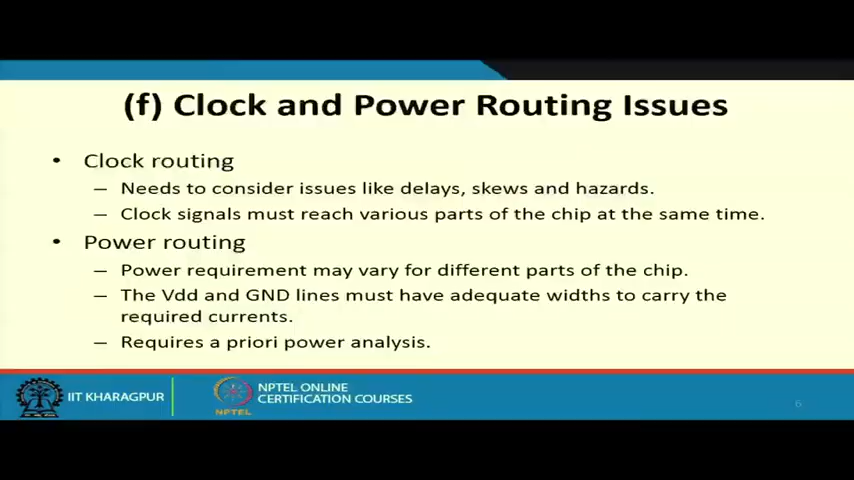 (f) Clock and Power Routing Issues
• Clock routing
– Needs to consider issues like delays, skews and hazards.
– Clock signals must reach various parts of the chip at the same time.
• Power routing
– Power requirement may vary for different parts of the chip.
– The Vdd and GND lines must have adequate widths to carry the
required currents.
– Requires a priori power analysis.
IIT KHARAGPUR
NPTEL
NPTEL ONLINE
CERTIFICATION COURSES
6